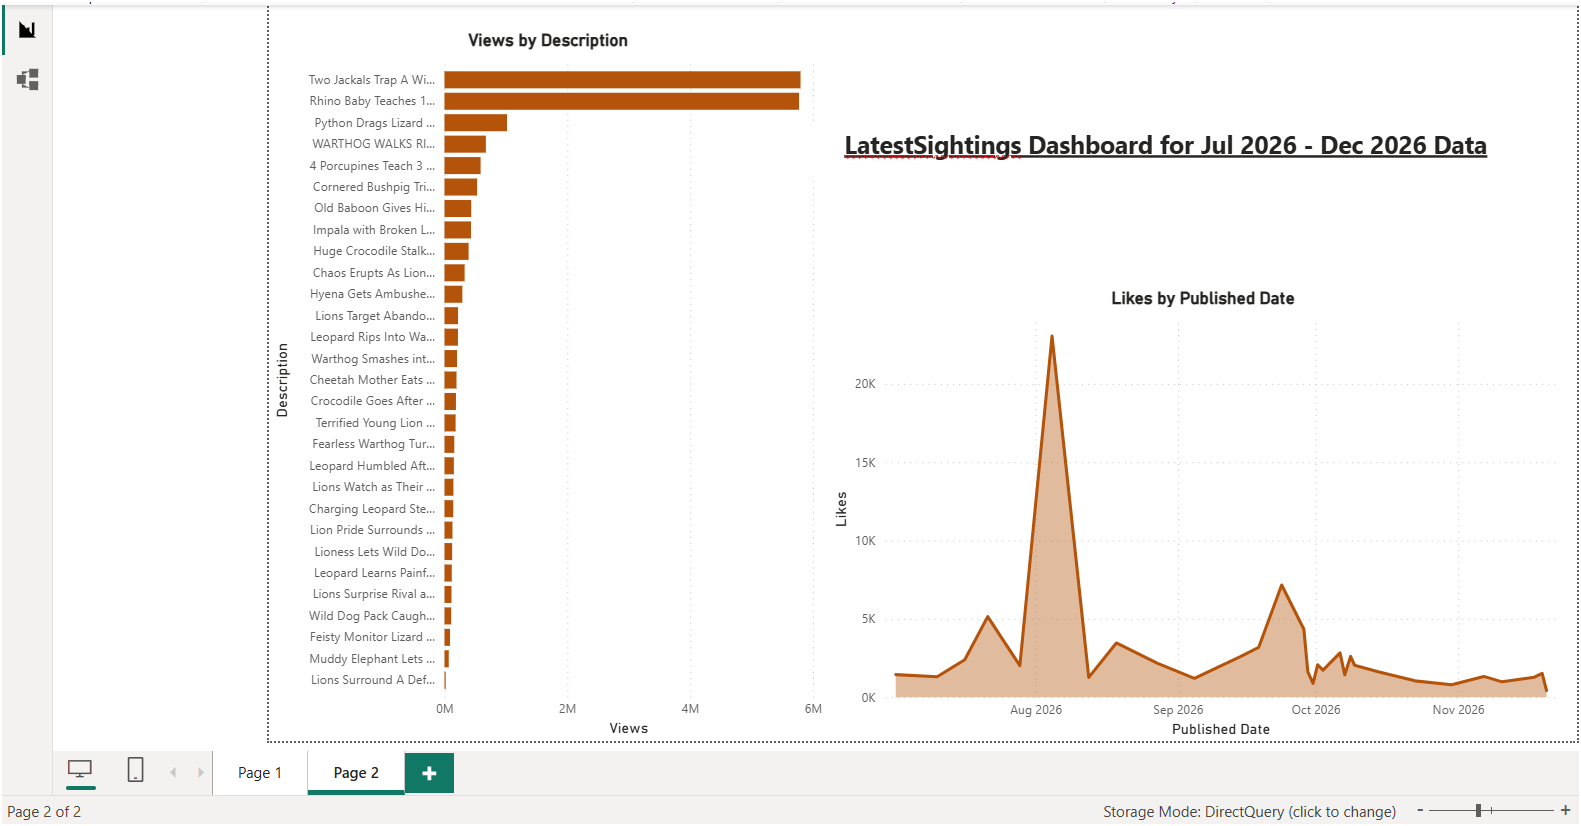 Views by Description
Two Jackals Trap A Wi...
Rhino Baby Teaches 1...
Python Drags Lizard ...
WARTHOG WALKS RI...
4 Porcupines Teach 3 ...
Cornered Bushpig Tri...
Old Baboon Gives Hi...
Impala with Broken L...
Huge Crocodile Stalk...
Chaos Erupts As Lion...
Hyena Gets Ambushe...
Lions Target Abando...
Leopard Rips Into Wa...
Warthog Smashes int...
Cheetah Mother Eats ...
Crocodile Goes After ...
Terrified Young Lion ...
Fearless Warthog Tur...
Leopard Humbled Aft...
Lions Watch as Their ...
Charging Leopard Ste...
Lion Pride Surrounds ...
Lioness Lets Wild Do...
Leopard Learns Painf...
Lions Surprise Rival a...
Wild Dog Pack Caugh...
Feisty Monitor Lizard ...
Muddy Elephant Lets ...
Lions Surround A Def...
Description
0M 2M 4M 6M
Views
LatestSightings Dashboard for Jul 2026 - Dec 2026 Data
Likes by Published Date
20K
15K
10K
5K
0K
Likes
Aug 2026 Sep 2026 Oct 2026 Nov 2026
Published Date
Page 1 Page 2 +
Page 2 of 2
Storage Mode: DirectQuery (click to change) - +